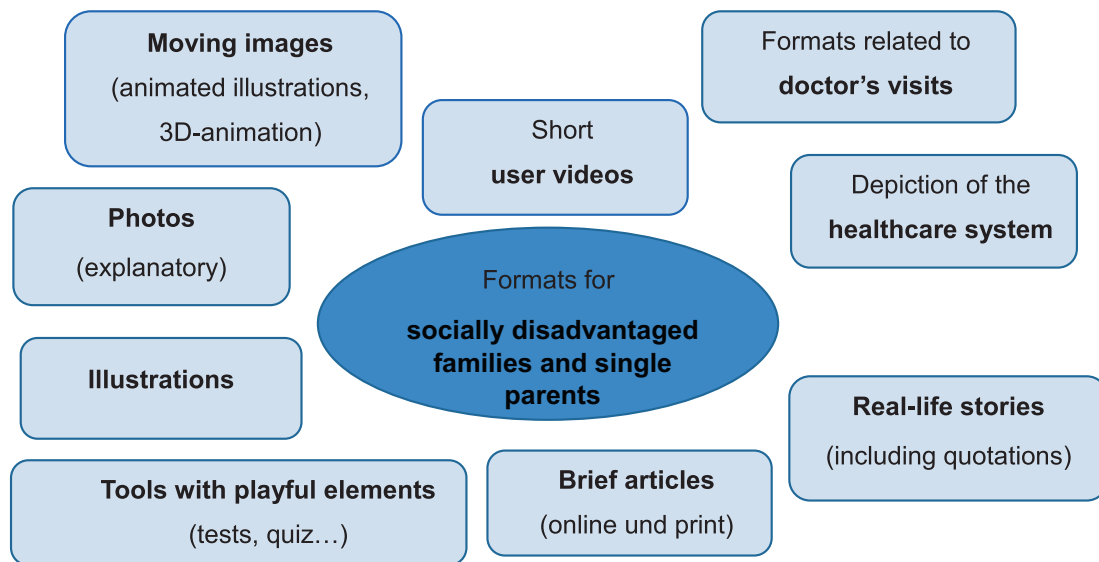 Moving images
(animated illustrations,
3D-animation)
Formats related to
doctor’s visits
Short
user videos
Depiction of the
healthcare system
Photos
(explanatory)
Formats for
socially disadvantaged
families and single
parents
Illustrations
Real-life stories
(including quotations)
Tools with playful elements
(tests, quiz…)
Brief articles
(online und print)